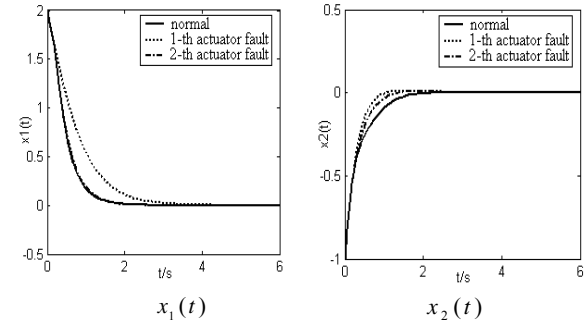 normal
1-th actuator fault
2-th actuator fault
2
1.5
1
0.5
0
-0.5
x1(t)
0
2
4
6
t/s
x₁(t)
normal
1-th actuator fault
2-th actuator fault
0.5
0
-0.5
-1
x2(t)
0
2
4
6
t/s
x₂(t)